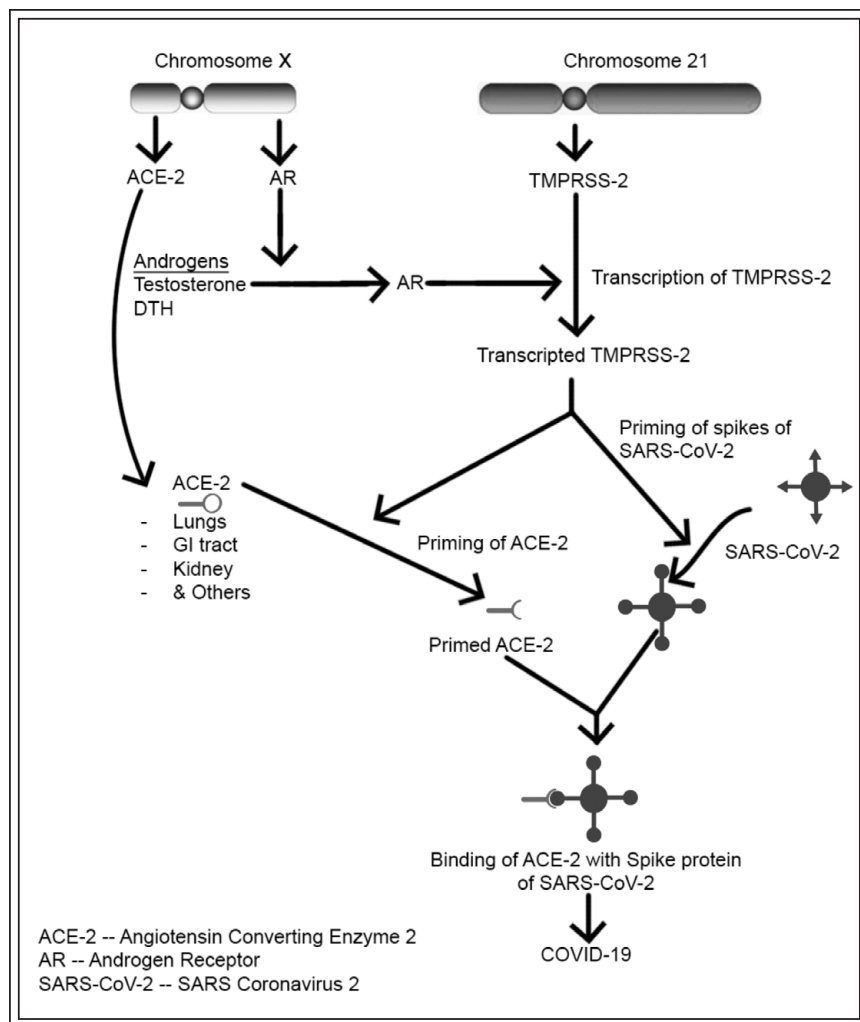 Chromosome X
Chromosome 21
ACE-2
AR
TMPRSS-2
Androgens
Testosterone
DTH
AR
Transcription of TMPRSS-2
Transcripted TMPRSS-2
Priming of spikes of
SARS-CoV-2
ACE-2
- Lungs
- GI tract
- Kidney
- & Others
Priming of ACE-2
SARS-CoV-2
Primed ACE-2
Binding of ACE-2 with Spike protein
of SARS-CoV-2
COVID-19
ACE-2 -- Angiotensin Converting Enzyme 2
AR -- Androgen Receptor
SARS-CoV-2 -- SARS Coronavirus 2